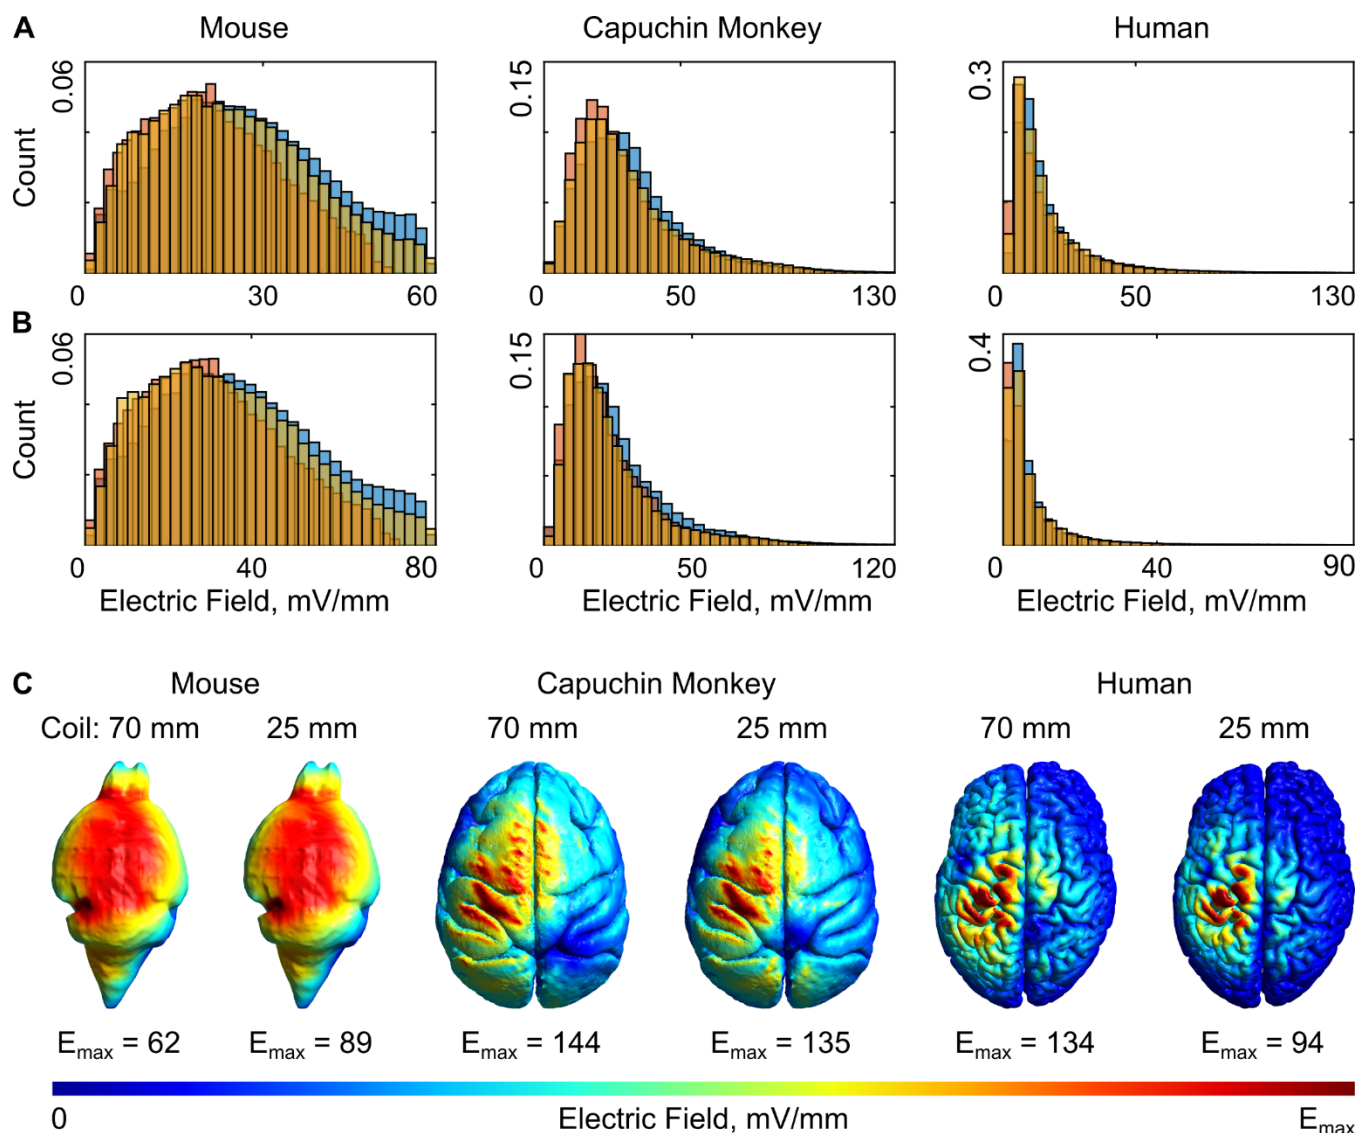 A Mouse Capuchin Monkey Human
0.06 0.15 0.3
Count
0 30 60 0 50 130 0 50 130
B
0.06 0.15 0.4
Count
0 40 80 0 50 120 0 40 90
Electric Field, mV/mm Electric Field, mV/mm Electric Field, mV/mm
C Mouse Capuchin Monkey Human
Coil: 70 mm 25 mm 70 mm 25 mm 70 mm 25 mm
Emax = 62 Emax = 89 Emax = 144 Emax = 135 Emax = 134 Emax = 94
0 Electric Field, mV/mm Emax